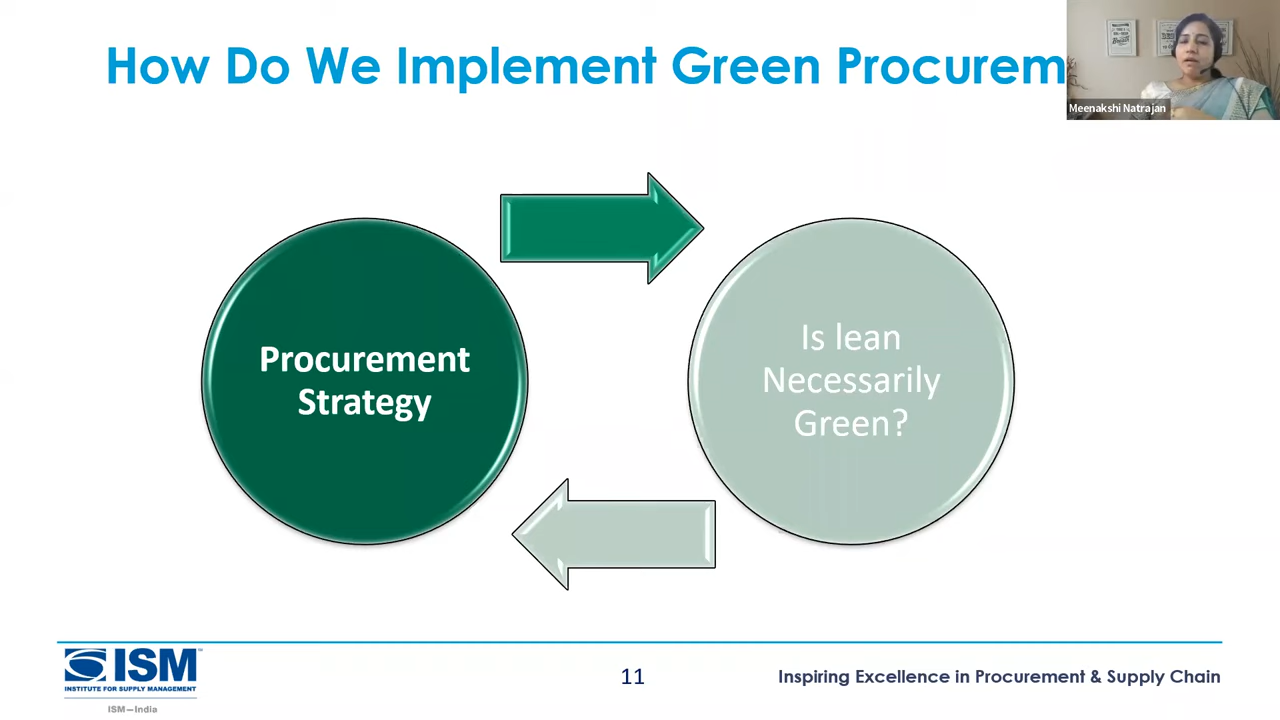 How Do We Implement Green Procurem
Meenakshi Natrajan
Procurement
Strategy
Is lean
Necessarily
Green?
ISM
INSTITUTE FOR SUPPLY MANAGEMENT
ISM—India
11
Inspiring Excellence in Procurement & Supply Chain